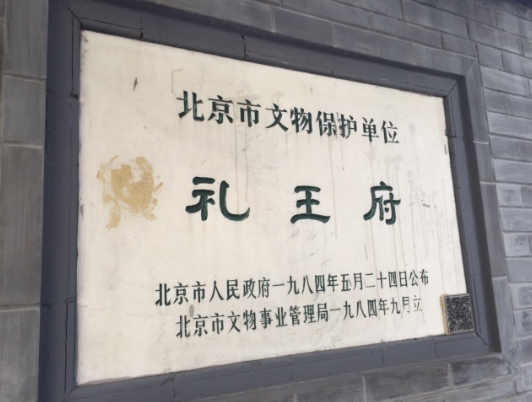 北京市文物保护单位
礼王府
北京市人民政府一九八四年五月二十四日公布
北京市文物事业管理局一九八四年九月立